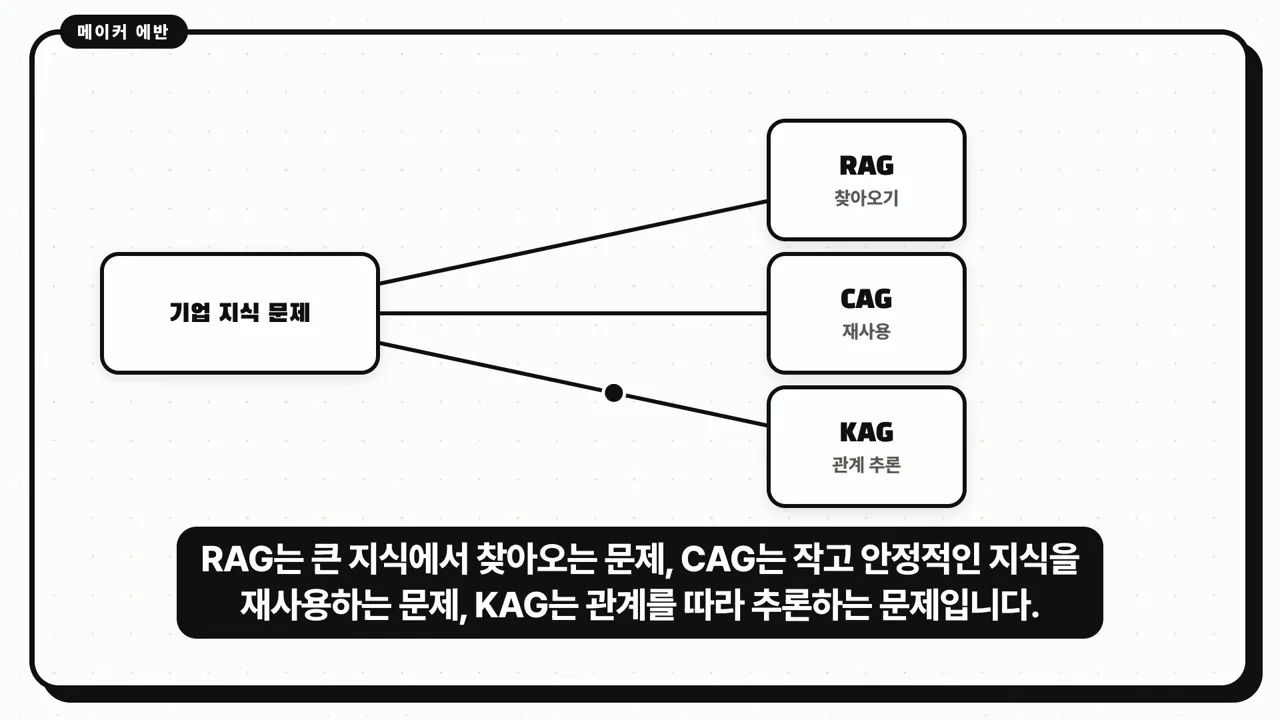 메이커 에반
RAG
찾아오기
기업 지식 문제
CAG
재사용
KAG
관계 추론
RAG는 큰 지식에서 찾아오는 문제, CAG는 작고 안정적인 지식을
재사용하는 문제, KAG는 관계를 따라 추론하는 문제입니다.